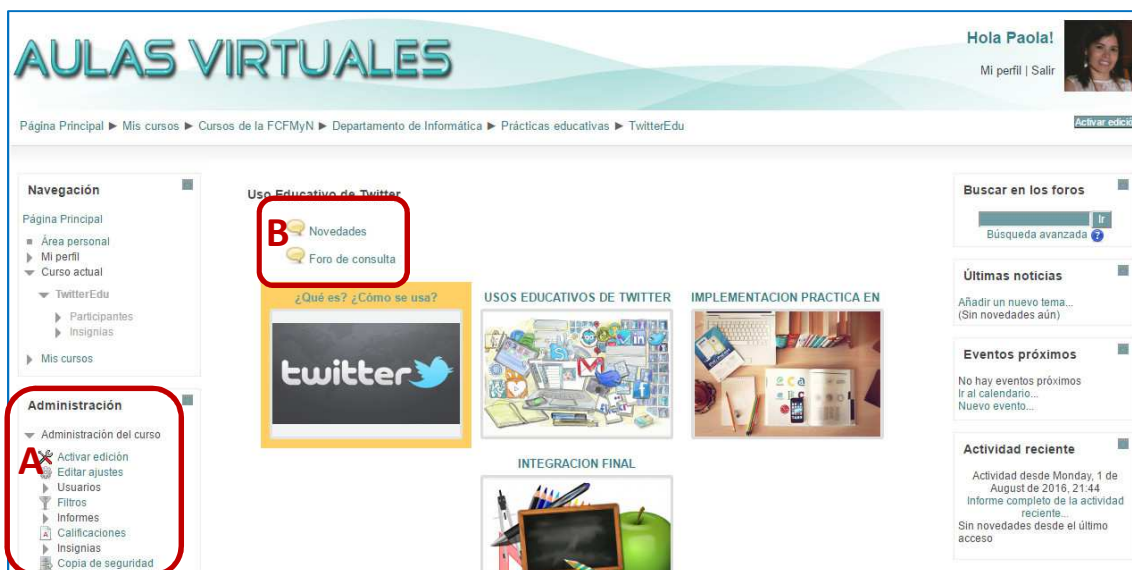 AULAS VIRTUALES
Hola Paola!
Mi perfil | Salir
Página Principal ► Mis cursos ► Cursos de la FCFMyN ► Departamento de Informática ► Prácticas educativas ► TwitterEdu
Activar edició
Navegación
Página Principal
Área personal
Mi perfil
Curso actual
TwitterEdu
Participantes
Insignias
Mis cursos
A
Administración
Administración del curso
Activar edición
Editar ajustes
Usuarios
Filtros
Informes
Calificaciones
Insignias
Copia de seguridad
Uso Educativo de Twitter
B
Novedades
Foro de consulta
¿Qué es? ¿Cómo se usa?
twitter
USOS EDUCATIVOS DE TWITTER
IMPLEMENTACION PRACTICA EN
INTEGRACION FINAL
Buscar en los foros
Ir
Búsqueda avanzada ?
Últimas noticias
Añadir un nuevo tema...
(Sin novedades aún)
Eventos próximos
No hay eventos próximos
Ir al calendario...
Nuevo evento...
Actividad reciente
Actividad desde Monday, 1 de
August de 2016, 21:44
Informe completo de la actividad
reciente...
Sin novedades desde el último
acceso